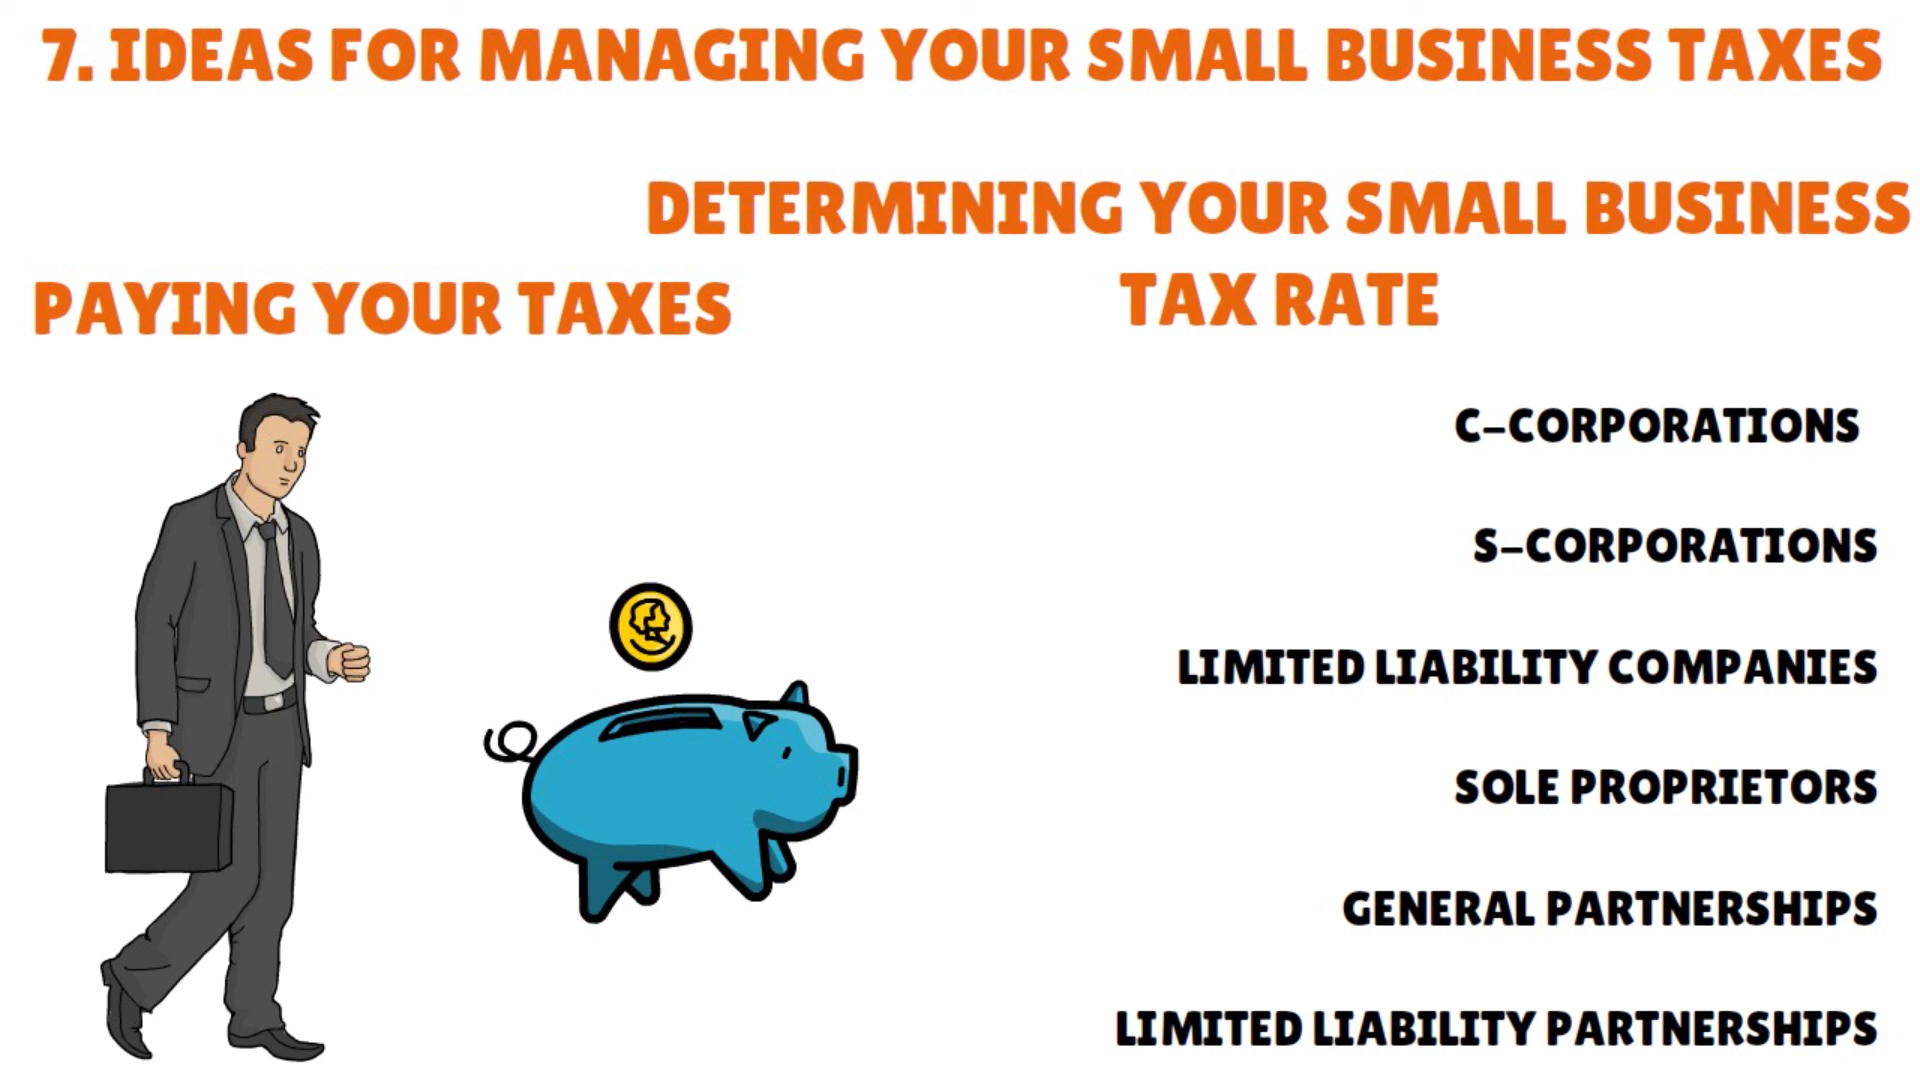 7. IDEAS FOR MANAGING YOUR SMALL BUSINESS TAXES
PAYING YOUR TAXES
DETERMINING YOUR SMALL BUSINESS
TAX RATE
C-CORPORATIONS
S-CORPORATIONS
LIMITED LIABILITY COMPANIES
SOLE PROPRIETORS
GENERAL PARTNERSHIPS
LIMITED LIABILITY PARTNERSHIPS